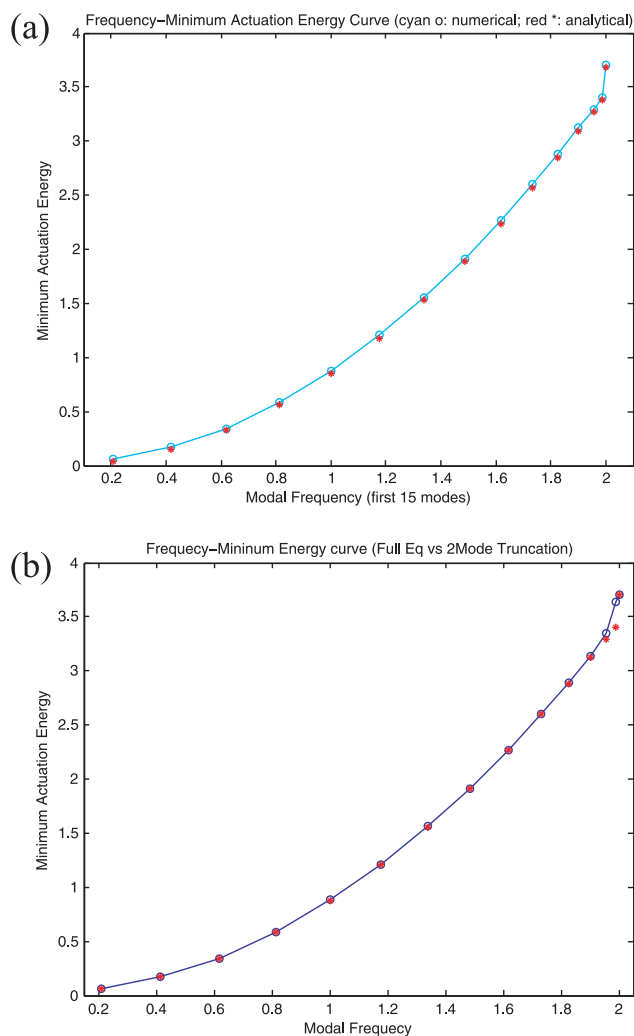 (a)
Frequency−Minimum Actuation Energy Curve (cyan o: numerical; red *: analytical)
4
3.5
3
2.5
2
1.5
1
0.5
0
Minimum Actuation Energy
0.2 0.4 0.6 0.8 1 1.2 1.4 1.6 1.8 2
Modal Frequency (first 15 modes)
(b)
Frequecy−Mininum Energy curve (Full Eq vs 2Mode Truncation)
4
3.5
3
2.5
2
1.5
1
0.5
0
Minimum Actuation Energy
0.2 0.4 0.6 0.8 1 1.2 1.4 1.6 1.8 2
Modal Frequecy